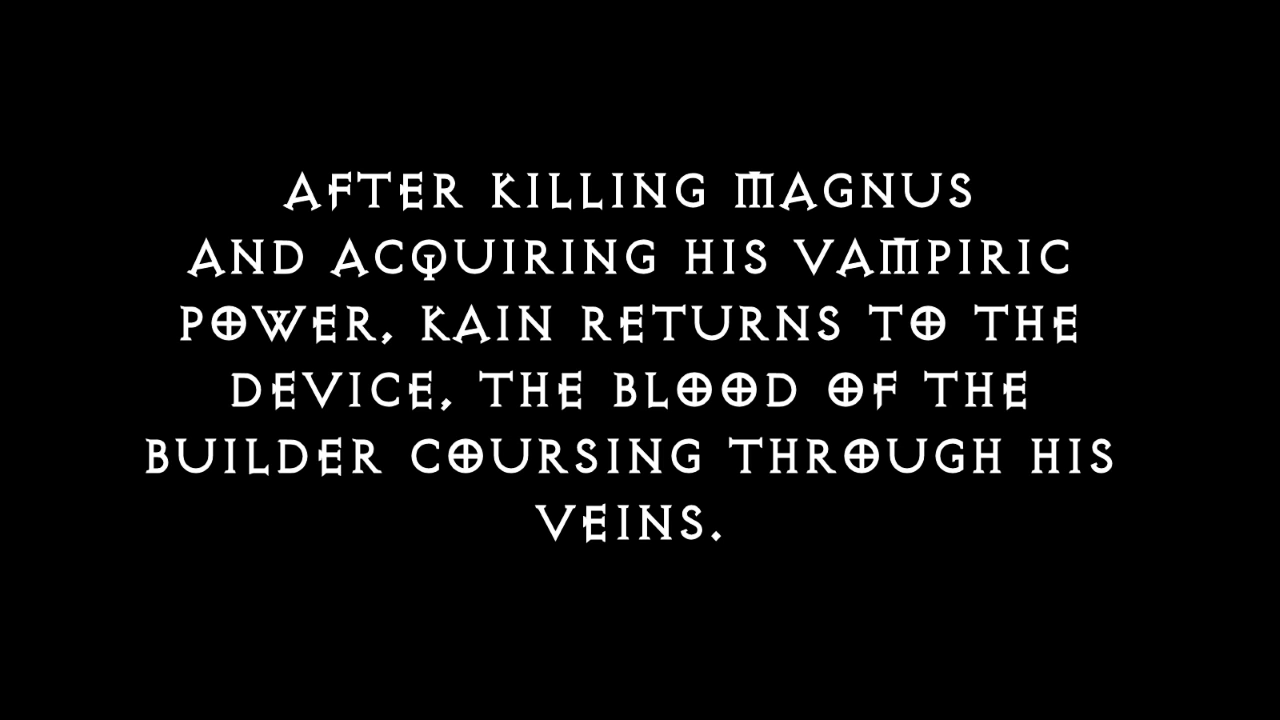 AFTER KILLING MAGNUS
AND ACQUIRING HIS VAMPIRIC
POWER, KAIN RETURNS TO THE
DEVICE, THE BLOOD OF THE
BUILDER COURSING THROUGH HIS
VEINS.